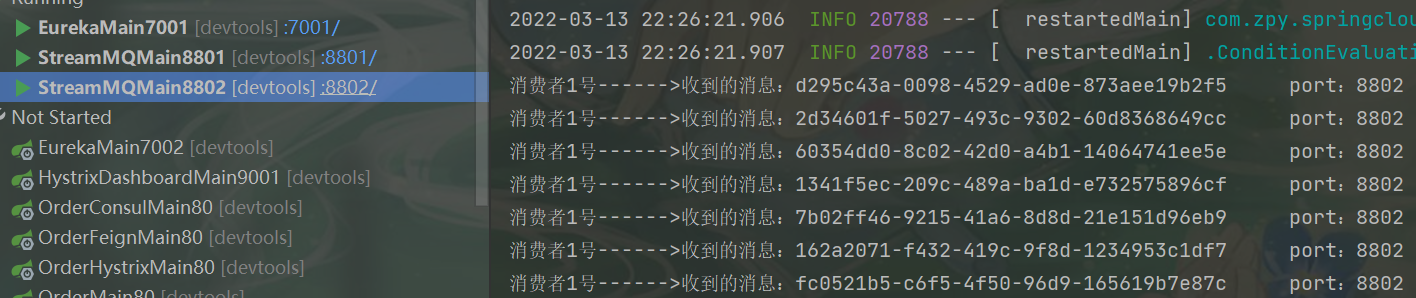 Running
EurekaMain7001 [devtools] :7001/
StreamMQMain8801 [devtools] :8801/
StreamMQMain8802 [devtools] :8802/
Not Started
EurekaMain7002 [devtools]
HystrixDashboardMain9001 [devtools]
OrderConsulMain80 [devtools]
OrderFeignMain80 [devtools]
OrderHystrixMain80 [devtools]
OrderMain80 [devtools]
2022-03-13 22:26:21.906  INFO 20788 --- [  restartedMain] com.zpy.springclou
2022-03-13 22:26:21.907  INFO 20788 --- [  restartedMain] .ConditionEvaluati
消费者1号------>收到的消息：d295c43a-0098-4529-ad0e-873aee19b2f5     port：8802
消费者1号------>收到的消息：2d34601f-5027-493c-9302-60d8368649cc     port：8802
消费者1号------>收到的消息：60354dd0-8c02-42d0-a4b1-14064741ee5e     port：8802
消费者1号------>收到的消息：1341f5ec-209c-489a-ba1d-e732575896cf     port：8802
消费者1号------>收到的消息：7b02ff46-9215-41a6-8d8d-21e151d96eb9     port：8802
消费者1号------>收到的消息：162a2071-f432-419c-9f8d-1234953c1df7     port：8802
消费者1号------>收到的消息：fc0521b5-c6f5-4f50-96d9-165619b7e87c     port：8802